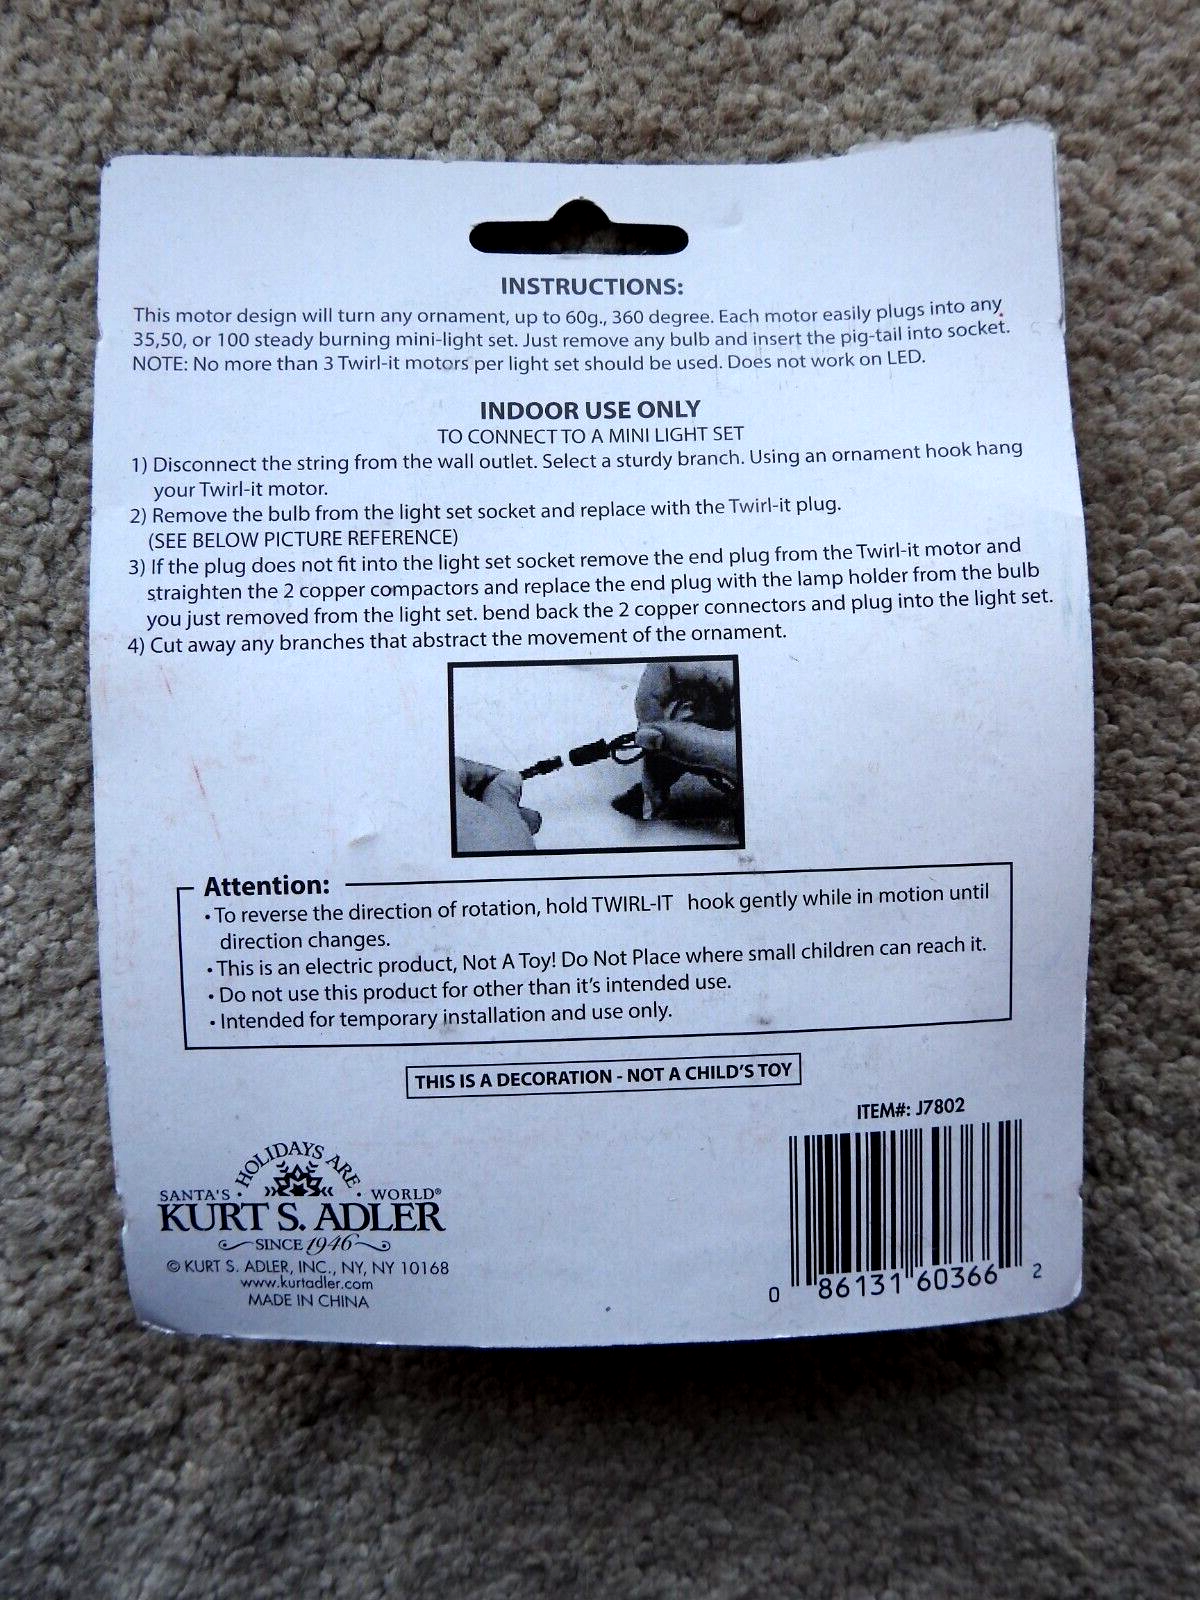 INSTRUCTIONS:
This motor design will turn any ornament, up to 60g., 360 degree. Each motor easily plugs into any
35,50, or 100 steady burning mini-light set. Just remove any bulb and insert the pig-tail into socket.
NOTE: No more than 3 Twirl-it motors per light set should be used. Does not work on LED.
INDOOR USE ONLY
TO CONNECT TO A MINI LIGHT SET
1) Disconnect the string from the wall outlet. Select a sturdy branch. Using an ornament hook hang
your Twirl-it motor.
2) Remove the bulb from the light set socket and replace with the Twirl-it plug.
(SEE BELOW PICTURE REFERENCE)
3) If the plug does not fit into the light set socket remove the end plug from the Twirl-it motor and
straighten the 2 copper compactors and replace the end plug with the lamp holder from the bulb
you just removed from the light set. bend back the 2 copper connectors and plug into the light set.
4) Cut away any branches that abstract the movement of the ornament.
Attention:
• To reverse the direction of rotation, hold TWIRL-IT hook gently while in motion until
direction changes.
• This is an electric product, Not A Toy! Do Not Place where small children can reach it.
• Do not use this product for other than it's intended use.
• Intended for temporary installation and use only.
THIS IS A DECORATION - NOT A CHILD'S TOY
ITEM#: J7802
HOLIDAYS ARE
SANTA'S • • WORLD®
KURT S. ADLER
SINCE 1946
© KURT S. ADLER, INC., NY, NY 10168
www.kurtadler.com
MADE IN CHINA
0 86131 60366 2